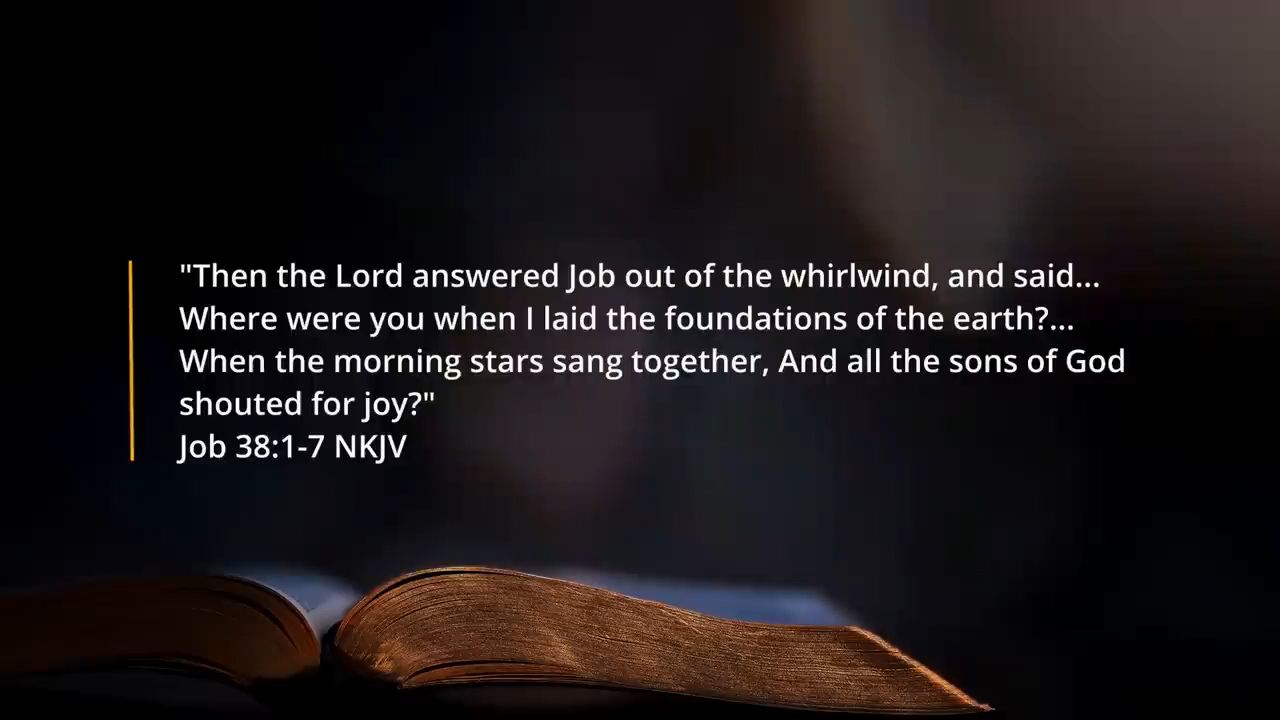 "Then the Lord answered Job out of the whirlwind, and said...
Where were you when I laid the foundations of the earth?...
When the morning stars sang together, And all the sons of God
shouted for joy?"
Job 38:1-7 NKJV